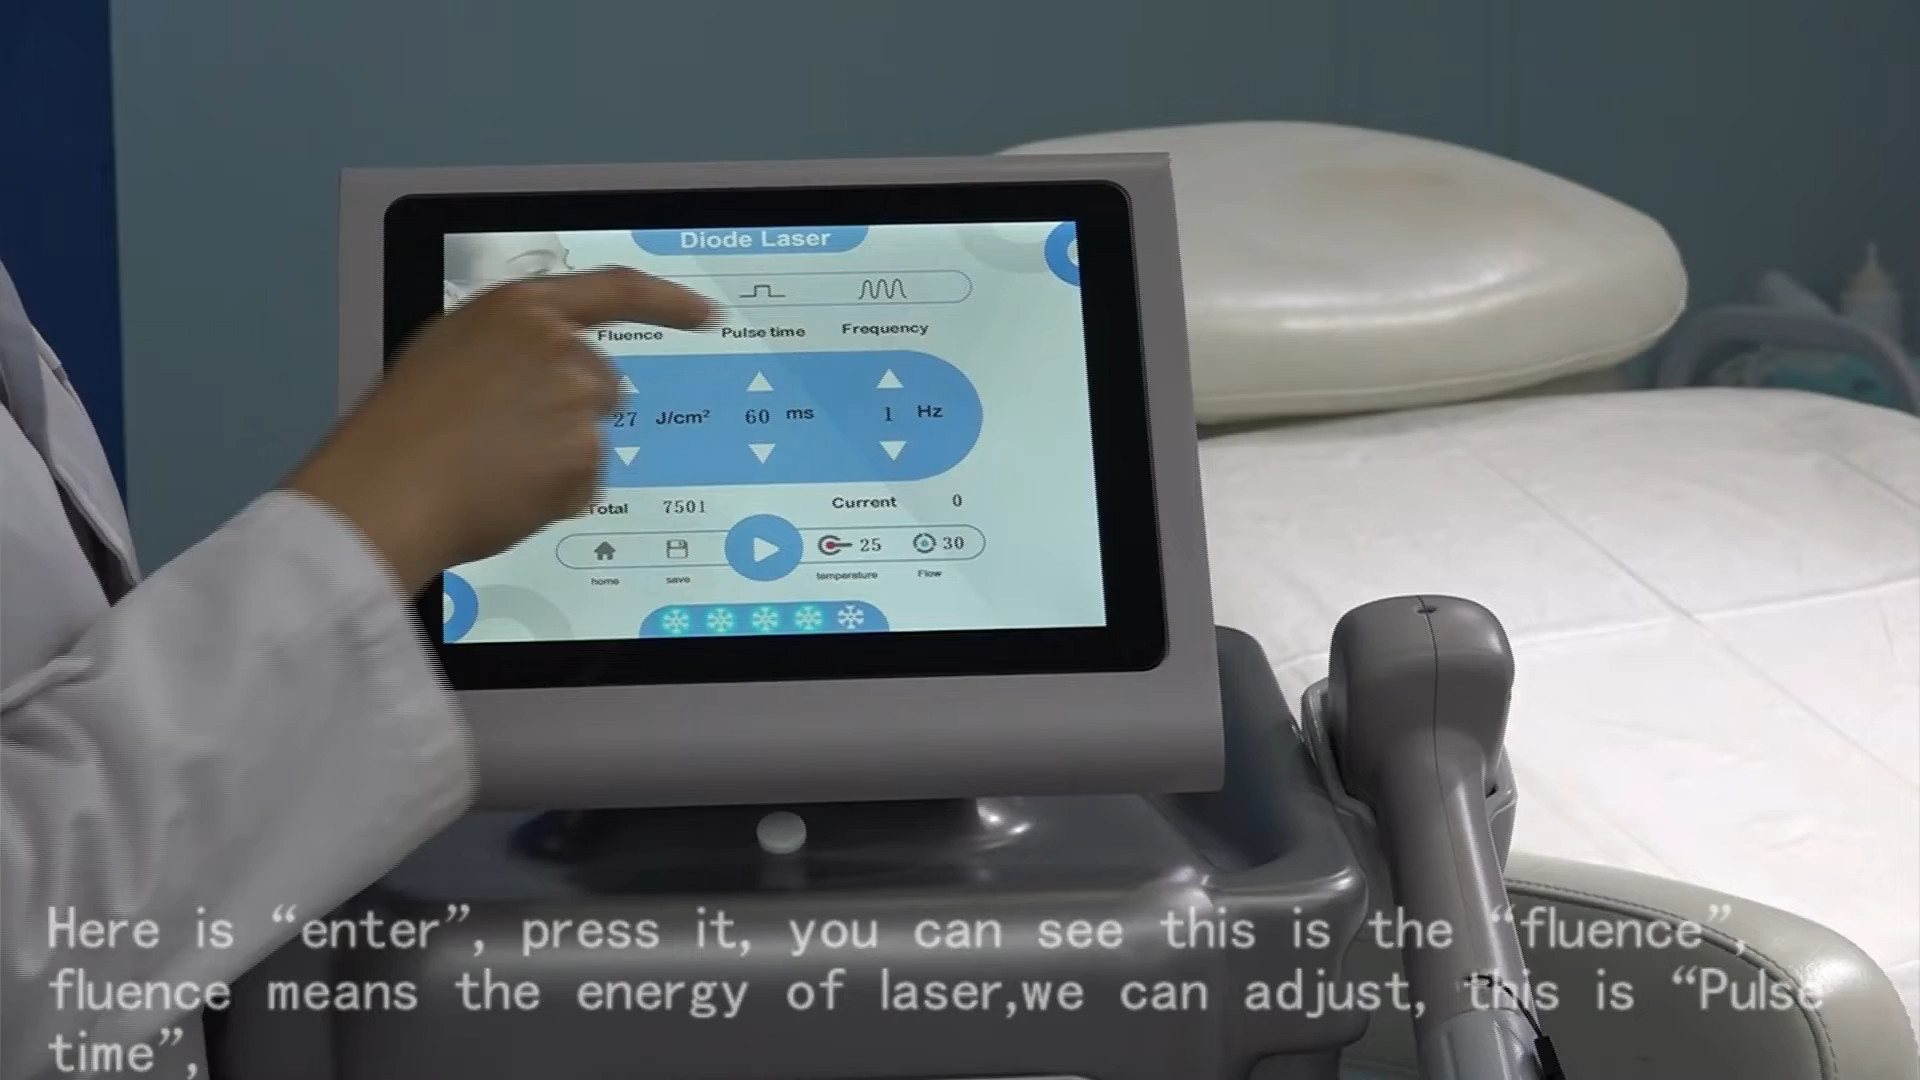 Diode Laser
Fluence Pulse time Frequency
27 J/cm² 60 ms 1 Hz
Total 7501 Current 0
25 30
home save temperature Flow
Here is “enter”, press it, you can see this is the “fluence”,
fluence means the energy of laser,we can adjust, this is “Pulse
time”,